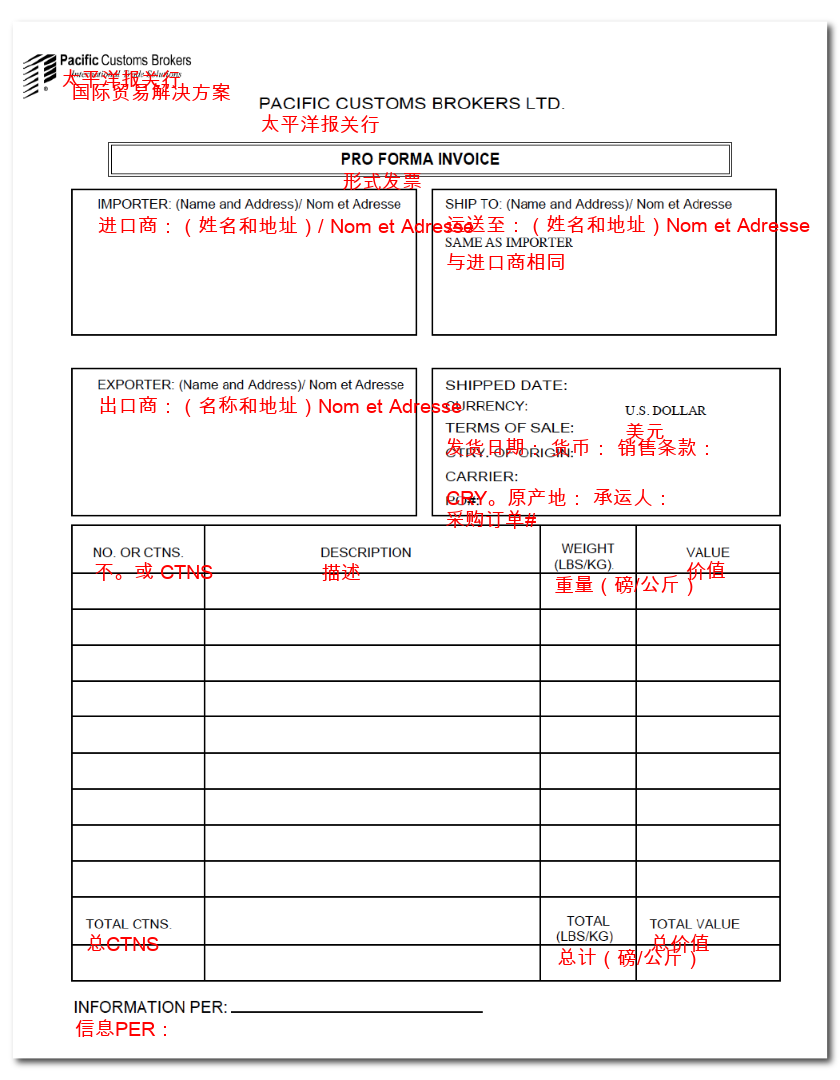 Pacific Customs Brokers
International Trade Solutions
太平洋报关行
国际贸易解决方案
PACIFIC CUSTOMS BROKERS LTD.
太平洋报关行
PRO FORMA INVOICE
形式发票
IMPORTER: (Name and Address)/ Nom et Adresse
进口商：（姓名和地址）/ Nom et Adresse
SHIP TO: (Name and Address)/ Nom et Adresse
运送至：（姓名和地址）Nom et Adresse
SAME AS IMPORTER
与进口商相同
EXPORTER: (Name and Address)/ Nom et Adresse
出口商：（名称和地址）Nom et Adresse
SHIPPED DATE:
CURRENCY:
U.S. DOLLAR
美元
TERMS OF SALE:
发货日期： 货币： 销售条款：
CTRY. OF ORIGIN:
CARRIER:
CRY。原产地： 承运人：
PO#:
采购订单#
NO. OR CTNS.
不。或 CTNS
DESCRIPTION
描述
WEIGHT
(LBS/KG).
重量（磅/公斤）
VALUE
价值
TOTAL CTNS.
总CTNS
TOTAL
(LBS/KG)
总计（磅/公斤）
TOTAL VALUE
总价值
INFORMATION PER:
信息PER：